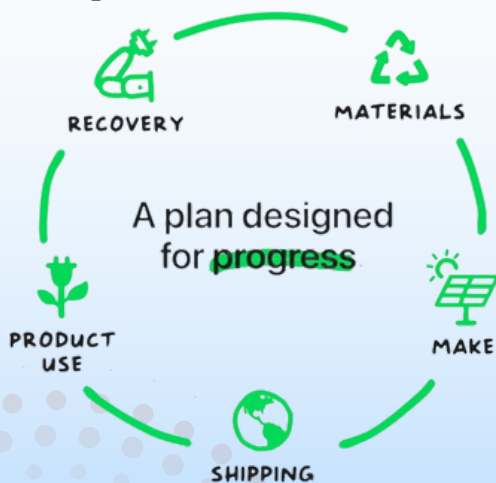 RECOVERY
MATERIALS
A plan designed
for progress
PRODUCT
USE
MAKE
SHIPPING